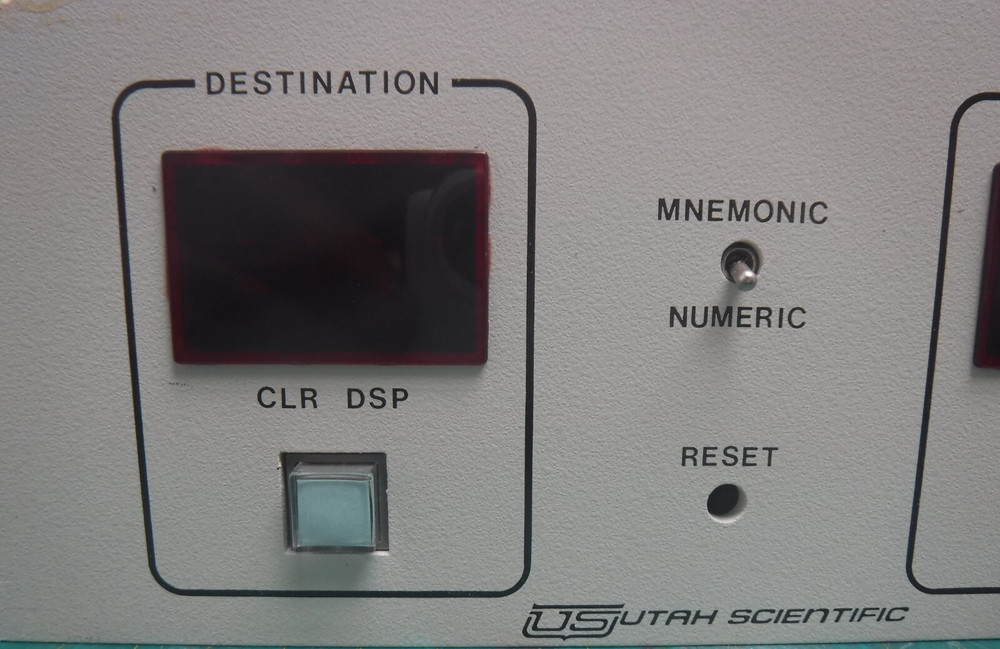 DESTINATION
CLR DSP
MNEMONIC
NUMERIC
RESET
US UTAH SCIENTIFIC